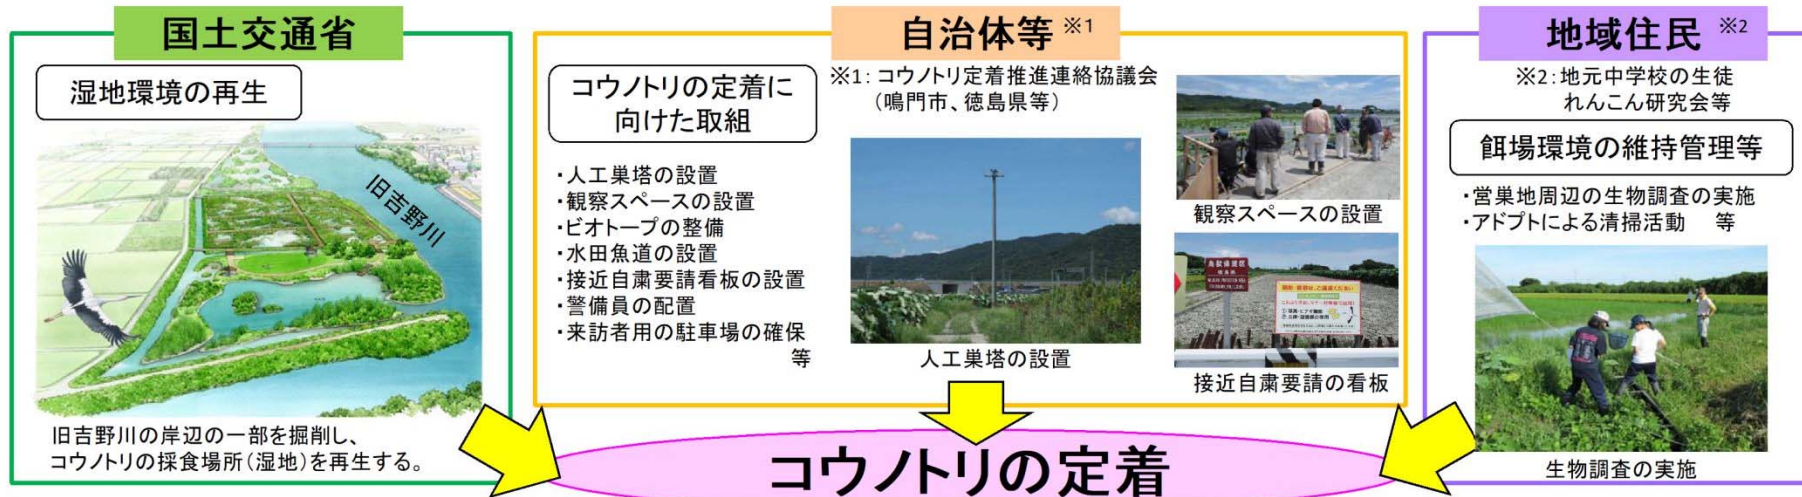 国土交通省
湿地環境の再生
旧吉野川
旧吉野川の岸辺の一部を掘削し、
コウノトリの採食場所(湿地)を再生する。
自治体等 ※1
コウノトリの定着に
向けた取組
※1:コウノトリ定着推進連絡協議会
(鳴門市、徳島県等)
・人工巣塔の設置
・観察スペースの設置
・ビオトープの整備
・水田魚道の設置
・接近自粛要請看板の設置
・警備員の配置
・来訪者用の駐車場の確保
等
人工巣塔の設置
観察スペースの設置
鳥獣保護区
接近自粛要請の看板
地域住民 ※2
※2:地元中学校の生徒
れんこん研究会等
餌場環境の維持管理等
・営巣地周辺の生物調査の実施
・アドプトによる清掃活動 等
生物調査の実施
コウノトリの定着